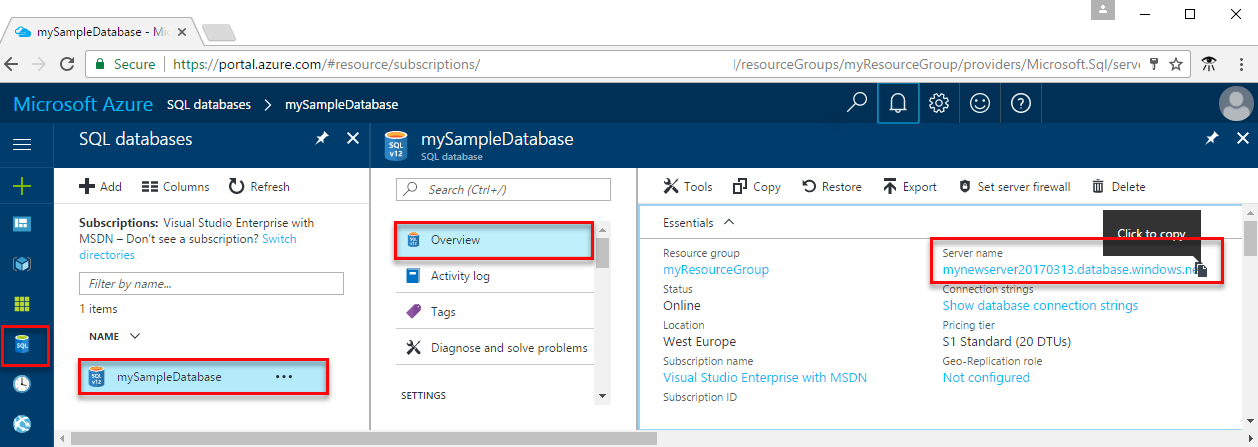 mySampleDatabase - Mi
Secure https://portal.azure.com/#resource/subscriptions/ /resourceGroups/myResourceGroup/providers/Microsoft.Sql/serve
Microsoft Azure SQL databases > mySampleDatabase
SQL databases
Add Columns Refresh
Subscriptions: Visual Studio Enterprise with
MSDN – Don't see a subscription? Switch
directories
Filter by name...
1 items
NAME
SQL v12 mySampleDatabase ...
SQL
v12
mySampleDatabase
SQL database
Search (Ctrl+/)
Overview
Activity log
Tags
Diagnose and solve problems
SETTINGS
Tools Copy Restore Export Set server firewall Delete
Essentials
Click to copy
Resource group
myResourceGroup
Status
Online
Location
West Europe
Subscription name
Visual Studio Enterprise with MSDN
Subscription ID
Server name
mynewserver20170313.database.windows.ne
Connection strings
Show database connection strings
Pricing tier
S1 Standard (20 DTUs)
Geo-Replication role
Not configured